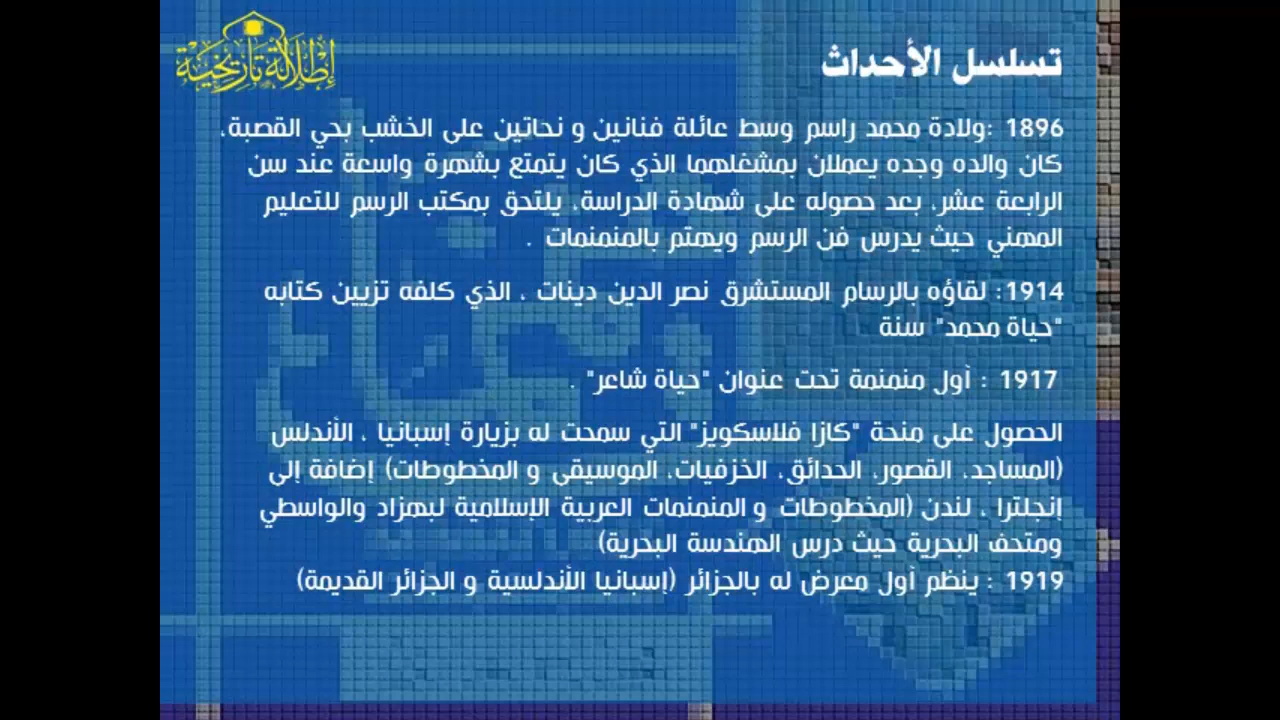 إطلالة تاريخية
تسلسل الأحداث
1896 :ولادة محمد راسم وسط عائلة فنانين و نحاتين على الخشب بحي القصبة،
كان والده وجده يعملان بمشغلهما الذي كان يتمتع بشهرة واسعة عند سن
الرابعة عشر، بعد حصوله على شهادة الدراسة، يلتحق بمكتب الرسم للتعليم
المهني حيث يدرس فن الرسم ويهتم بالمنمنمات .
1914: لقاؤه بالرسام المستشرق نصر الدين دينات ، الذي كلفه تزيين كتابه
"حياة محمد" سنة
1917 : أول منمنمة تحت عنوان "حياة شاعر" .
الحصول على منحة "كازا فلاسكويز" التي سمحت له بزيارة إسبانيا ، الأندلس
(المساجد، القصور، الحدائق، الخزفيات، الموسيقى و المخطوطات) إضافة إلى
إنجلترا ، لندن (المخطوطات و المنمنمات العربية الإسلامية لبهزاد والواسطي
ومتحف البحرية حيث درس الهندسة البحرية)
1919 : ينظم أول معرض له بالجزائر (إسبانيا الأندلسية و الجزائر القديمة)